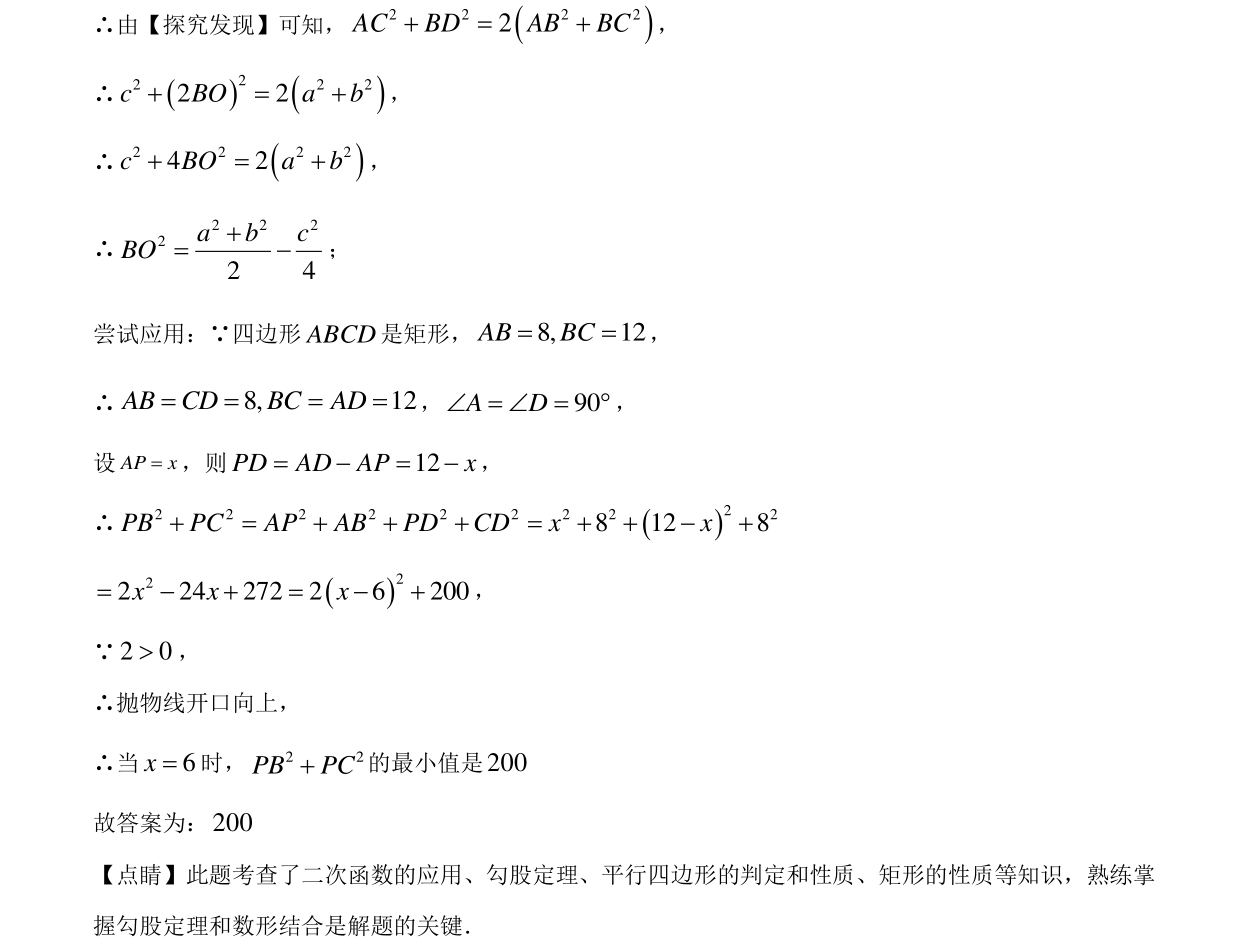 ∴由【探究发现】可知，AC² + BD² = 2(AB² + BC²)，
∴c² + (2BO)² = 2(a² + b²)，
∴c² + 4BO² = 2(a² + b²)，
∴BO² = \frac{a² + b²}{2} − \frac{c²}{4}；
尝试应用：∵四边形ABCD是矩形，AB = 8, BC = 12，
∴AB = CD = 8, BC = AD = 12，∠A = ∠D = 90°，
设AP = x，则PD = AD − AP = 12 − x，
∴PB² + PC² = AP² + AB² + PD² + CD² = x² + 8² + (12 − x)² + 8²
= 2x² − 24x + 272 = 2(x − 6)² + 200，
∵2 > 0，
∴抛物线开口向上，
∴当x = 6时，PB² + PC²的最小值是200
故答案为：200
【点睛】此题考查了二次函数的应用、勾股定理、平行四边形的判定和性质、矩形的性质等知识，熟练掌
握勾股定理和数形结合是解题的关键．